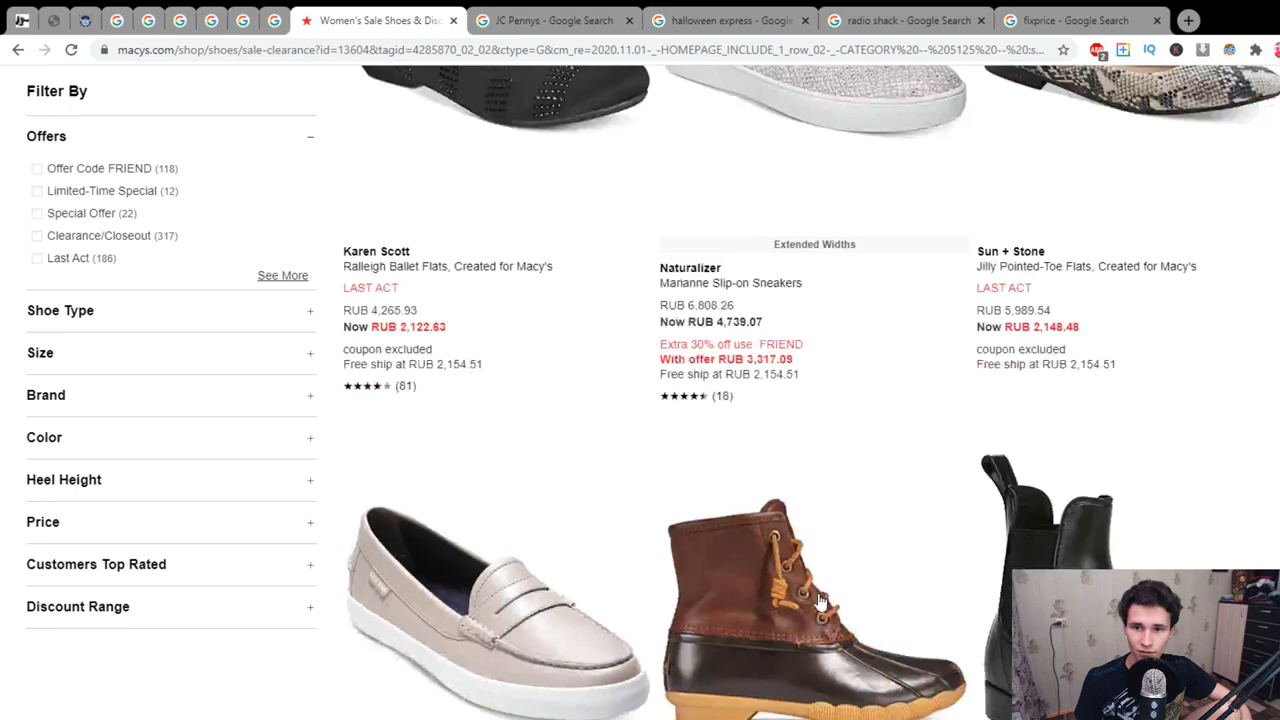 Women's Sale Shoes & Disc
JC Pennys - Google Search
halloween express - Google
radio shack - Google Search
fixprice - Google Search
macys.com/shop/shoes/sale-clearance?id=13604&tagid=4285870_02_02&ctype=G&cm_re=2020.11.01-_-HOMEPAGE_INCLUDE_1_row_02-_-CATEGORY%20--%205125%20--%20;s...
Filter By
Offers
Offer Code FRIEND (118)
Limited-Time Special (12)
Special Offer (22)
Clearance/Closeout (317)
Last Act (186)
See More
Shoe Type
Size
Brand
Color
Heel Height
Price
Customers Top Rated
Discount Range
Karen Scott
Ralleigh Ballet Flats, Created for Macy's
LAST ACT
RUB 4,265.93
Now RUB 2,122.63
coupon excluded
Free ship at RUB 2,154.51
(81)
Extended Widths
Naturalizer
Marianne Slip-on Sneakers
RUB 6,808.26
Now RUB 4,739.07
Extra 30% off use FRIEND
With offer RUB 3,317.09
Free ship at RUB 2,154.51
(18)
Sun + Stone
Jilly Pointed-Toe Flats, Created for Macy's
LAST ACT
RUB 5,989.54
Now RUB 2,148.48
coupon excluded
Free ship at RUB 2,154.51